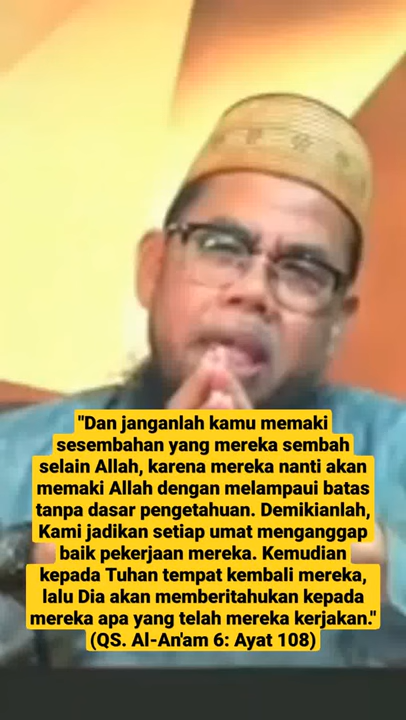 "Dan janganlah kamu memaki
sesembahan yang mereka sembah
selain Allah, karena mereka nanti akan
memaki Allah dengan melampaui batas
tanpa dasar pengetahuan. Demikianlah,
Kami jadikan setiap umat menganggap
baik pekerjaan mereka. Kemudian
kepada Tuhan tempat kembali mereka,
lalu Dia akan memberitahukan kepada
mereka apa yang telah mereka kerjakan."
(QS. Al-An'am 6: Ayat 108)